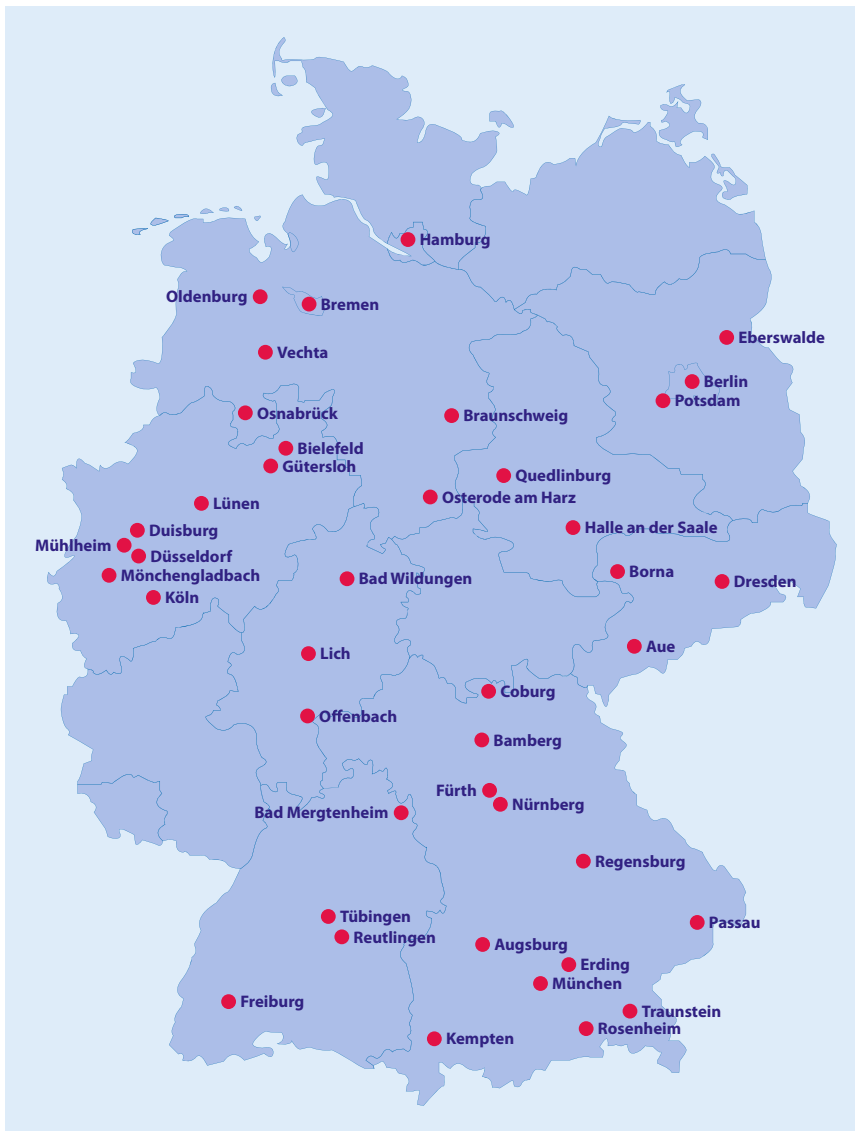 Hamburg
Oldenburg
Bremen
Eberswalde
Vechta
Berlin
Potsdam
Osnabrück
Braunschweig
Bielefeld
Gütersloh
Quedlinburg
Osterode am Harz
Lünen
Halle an der Saale
Duisburg
Mühlheim
Düsseldorf
Mönchengladbach
Borna
Bad Wildungen
Dresden
Köln
Aue
Lich
Coburg
Offenbach
Bamberg
Fürth
Nürnberg
Bad Mergtenheim
Regensburg
Tübingen
Passau
Reutlingen
Augsburg
Erding
München
Freiburg
Traunstein
Rosenheim
Kempten